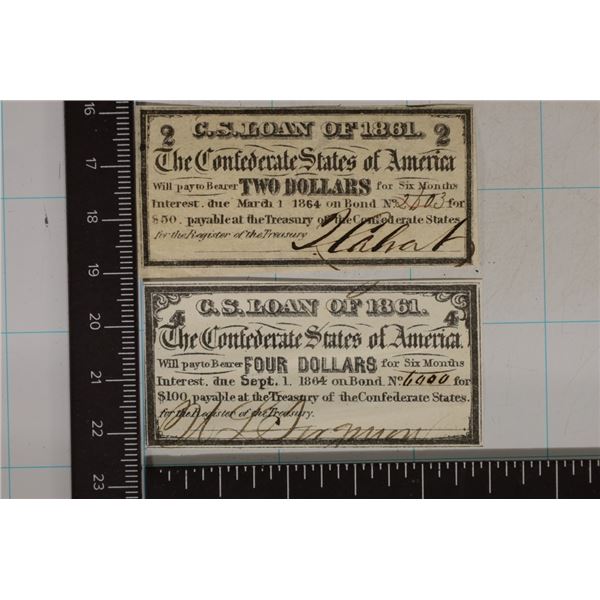 16
17
18
19
20
21
22
23
2 C.S. LOAN OF 1861. 2
The Confederate States of America
Will pay to Bearer TWO DOLLARS for Six Months
Interest, due March 1 1864 on Bond No. 2803 for
$50, payable at the Treasury of the Confederate States.
for the Register of the Treasury
C.S. LOAN OF 1861.
4 The Confederate States of America. 4
Will pay to Bearer FOUR DOLLARS for Six Months
Interest, due Sept. 1. 1864 on Bond No. 6000 for
$100, payable at the Treasury of the Confederate States.
for the Register of the Treasury.